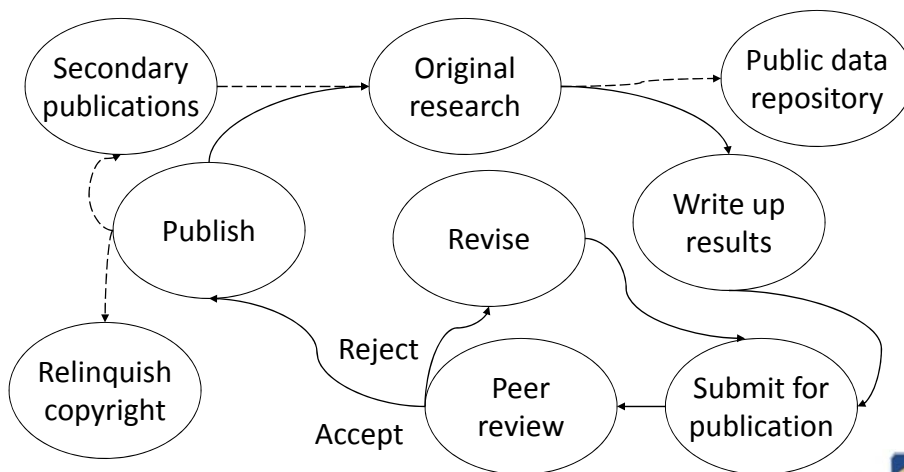 Secondary
publications
Original
research
Public data
repository
Publish
Revise
Write up
results
Reject
Relinquish
copyright
Accept
Peer
review
Submit for
publication